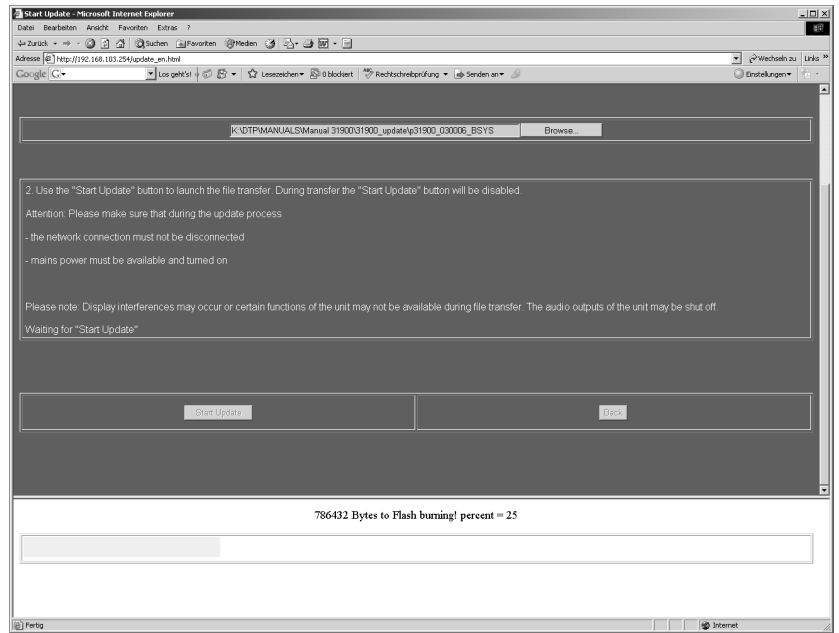 Start Update - Microsoft Internet Explorer
Datei Bearbeiten Ansicht Favoriten Extras ?
Zurück Suchen Favoriten Medien
Adresse http://192.168.103.254/update_en.html Wechseln zu Links »
Google G Los geht's! Lesezeichen 0 blockiert ABC Rechtschreibprüfung Senden an Einstellungen
K:\DTP\MANUALS\Manual 31900\31900_update\p31900_030006_BSYS Browse...
2. Use the "Start Update" button to launch the file transfer. During transfer the "Start Update" button will be disabled.
Attention: Please make sure that during the update process
- the network connection must not be disconnected
- mains power must be available and turned on
Please note: Display interferences may occur or certain functions of the unit may not be available during file transfer. The audio outputs of the unit may be shut off.
Waiting for "Start Update"
Start Update Back
786432 Bytes to Flash burning! percent = 25
Fertig Internet